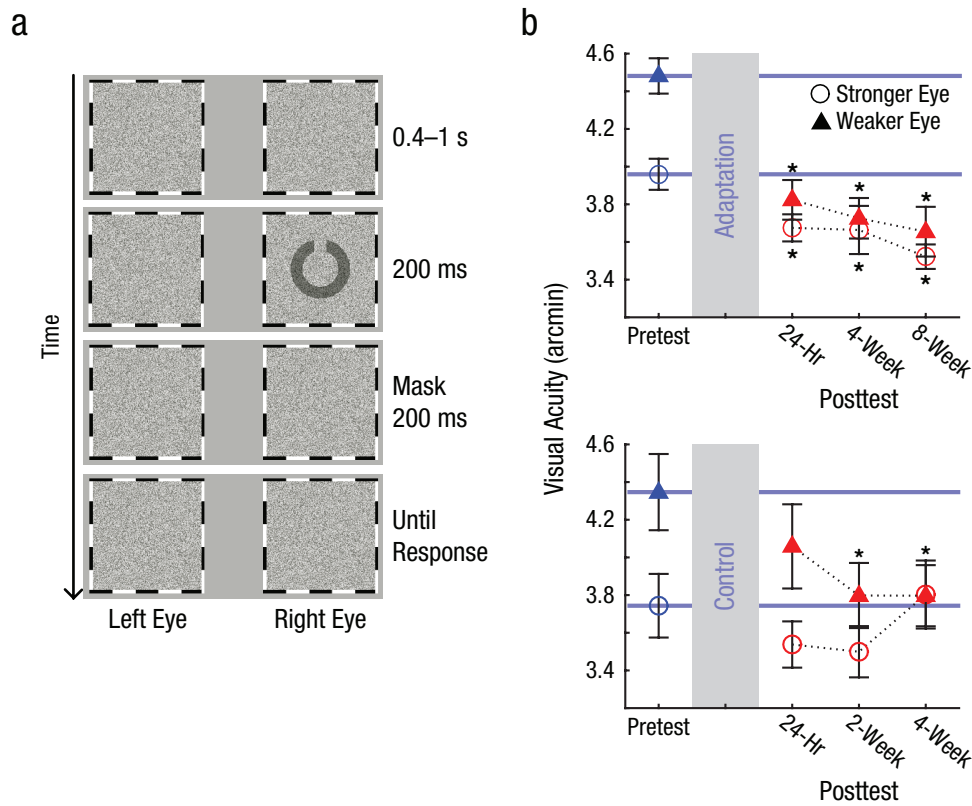 a
Time
0.4–1 s
200 ms
Mask
200 ms
Until
Response
Left Eye
Right Eye
b
Visual Acuity (arcmin)
4.6
4.2
3.8
3.4
Adaptation
Stronger Eye
Weaker Eye
*
*
*
*
*
*
Pretest
24-Hr
4-Week
8-Week
Posttest
4.6
4.2
3.8
3.4
Control
*
*
Pretest
24-Hr
2-Week
4-Week
Posttest